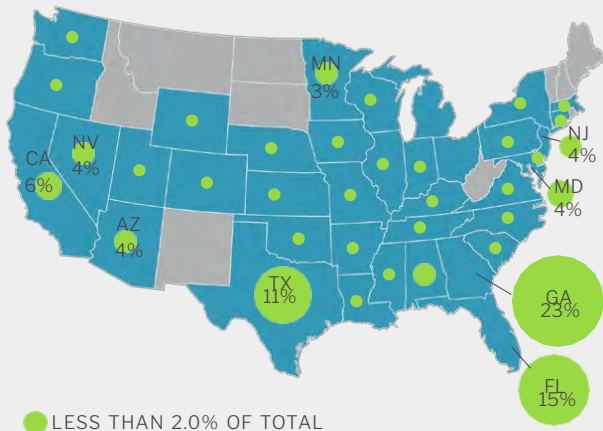 MN
3%
NV
4%
CA
6%
AZ
4%
TX
11%
NJ
4%
MD
4%
GA
23%
FL
15%
LESS THAN 2.0% OF TOTAL